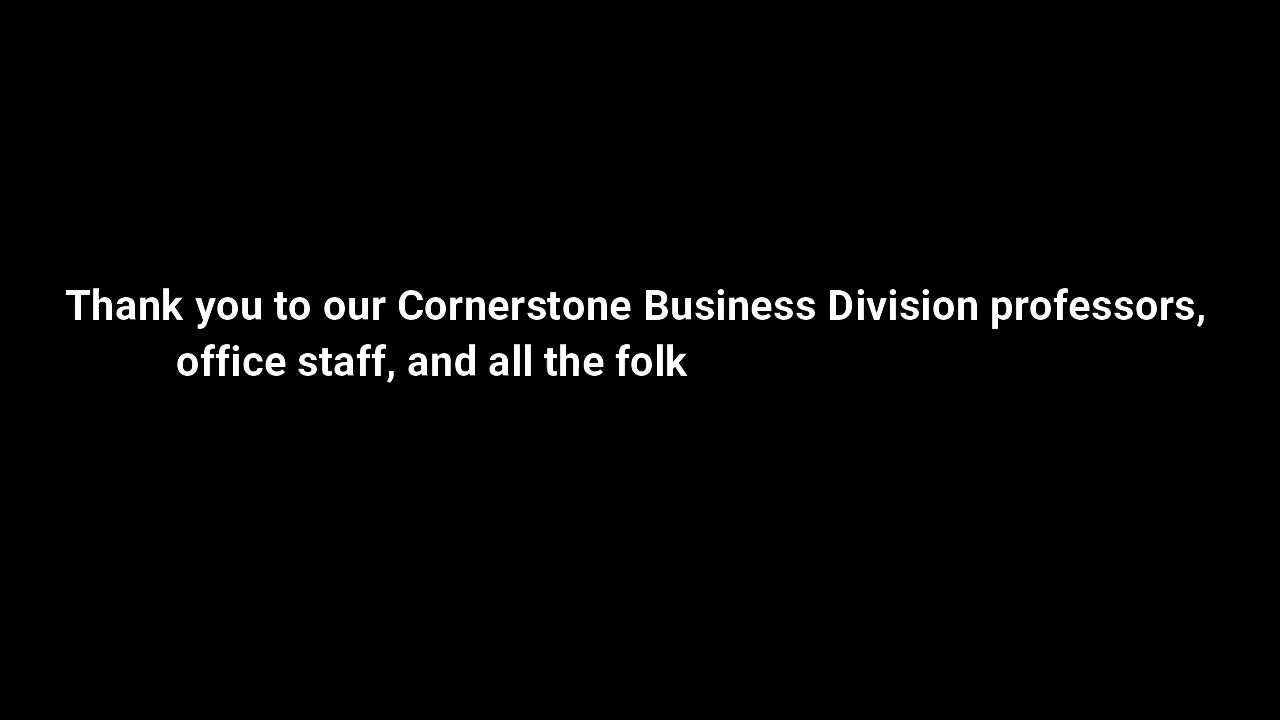 Thank you to our Cornerstone Business Division professors,
office staff, and all the folk